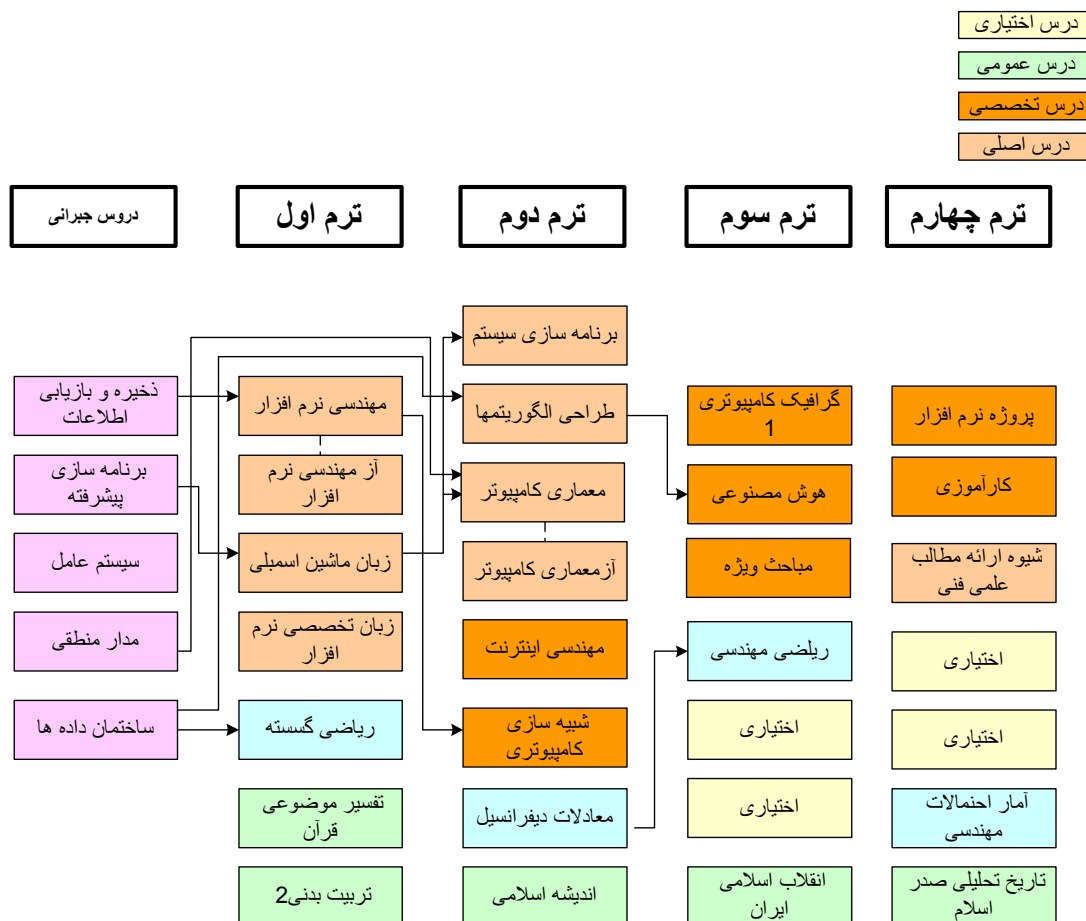 درس اختیاری
درس عمومی
درس تخصصی
درس اصلی
دروس جبرانی
ترم اول
ترم دوم
ترم سوم
ترم چهارم
ذخیره و بازیابی
اطلاعات
برنامه سازی
پیشرفته
سیستم عامل
مدار منطقی
ساختمان داده ها
مهندسی نرم افزار
آز مهندسی نرم
افزار
زبان ماشین اسمبلی
زبان تخصصی نرم
افزار
ریاضی گسسته
تفسیر موضوعی
قرآن
تربیت بدنی2
برنامه سازی سیستم
طراحی الگوریتمها
معماری کامپیوتر
آزمعماری کامپیوتر
مهندسی اینترنت
شبیه سازی
کامپیوتری
معادلات دیفرانسیل
اندیشه اسلامی
گرافیک کامپیوتری
1
هوش مصنوعی
مباحث ویژه
ریلضی مهندسی
اختیاری
اختیاری
انقلاب اسلامی
ایران
پروژه نرم افزار
کارآموزی
شیوه ارائه مطالب
علمی فنی
اختیاری
اختیاری
آمار احنمالات
مهندسی
تاریخ تحلیلی صدر
اسلام